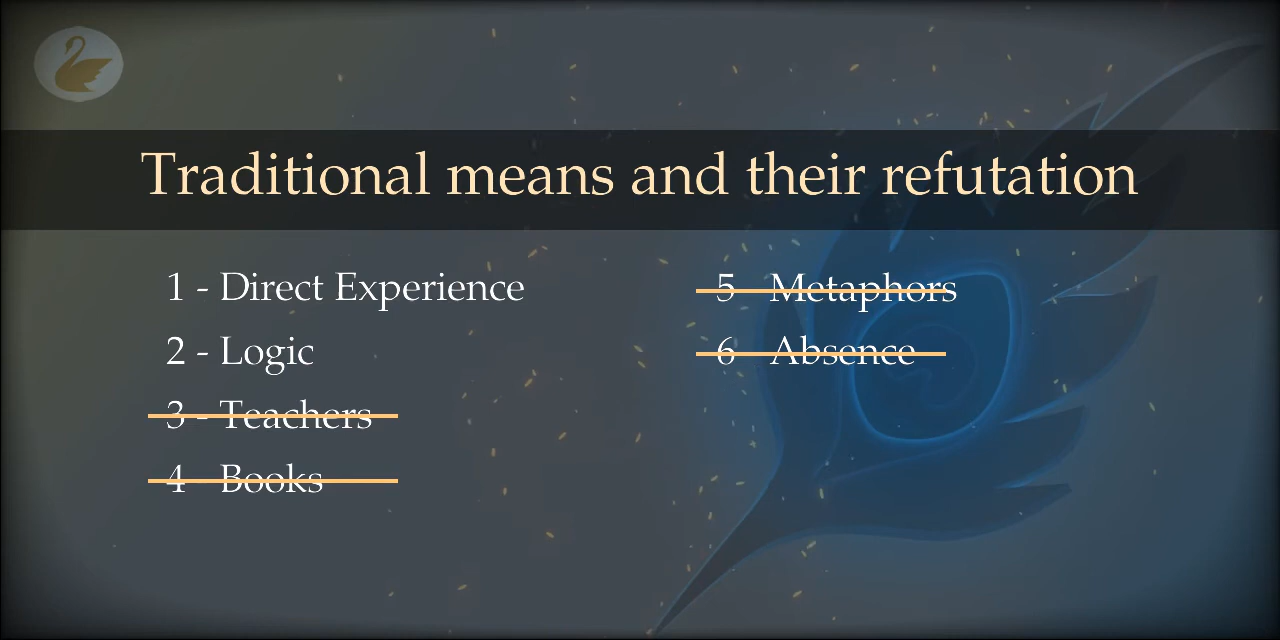 Traditional means and their refutation
1 - Direct Experience
2 - Logic
3 - Teachers
4 - Books
5 - Metaphors
6 - Absence